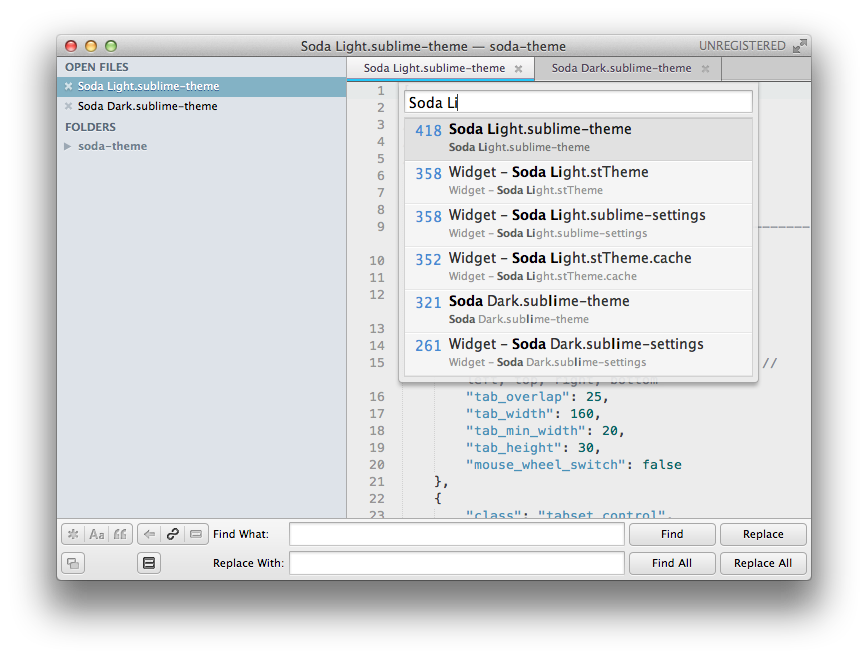 Soda Light.sublime-theme — soda-theme
UNREGISTERED
OPEN FILES
Soda Light.sublime-theme
Soda Dark.sublime-theme
FOLDERS
soda-theme
Soda Light.sublime-theme
Soda Dark.sublime-theme
Soda Li
418 Soda Light.sublime-theme
Soda Light.sublime-theme
358 Widget – Soda Light.stTheme
Widget – Soda Light.stTheme
358 Widget – Soda Light.sublime-settings
Widget – Soda Light.sublime-settings
352 Widget – Soda Light.stTheme.cache
Widget – Soda Light.stTheme.cache
321 Soda Dark.sublime-theme
Soda Dark.sublime-theme
261 Widget – Soda Dark.sublime-settings
Widget – Soda Dark.sublime-settings
1
2
3
4
5
6
7
8
9
10
11
12
13
14
15 //
left, top, right, bottom
16 "tab_overlap": 25,
17 "tab_width": 160,
18 "tab_min_width": 20,
19 "tab_height": 30,
20 "mouse_wheel_switch": false
21 },
22 {
23 "class": "tabset_control",
Aa
Find What:
Find
Replace
Replace With:
Find All
Replace All